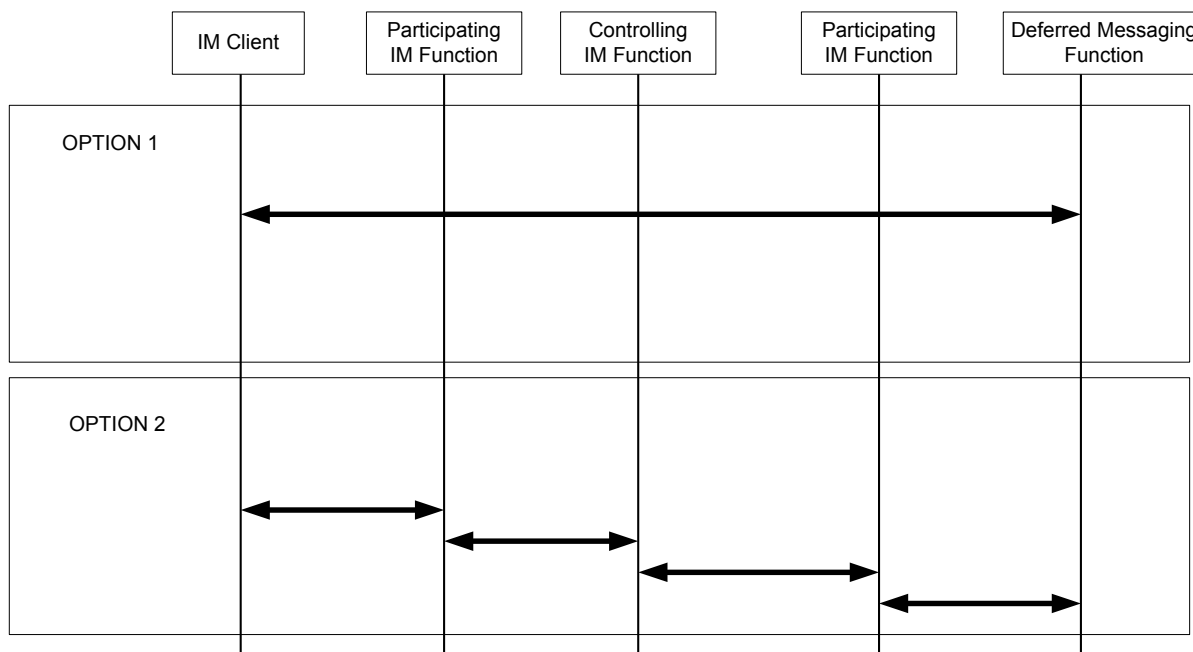 IM Client
Participating
IM Function
Controlling
IM Function
Participating
IM Function
Deferred Messaging
Function
OPTION 1
OPTION 2